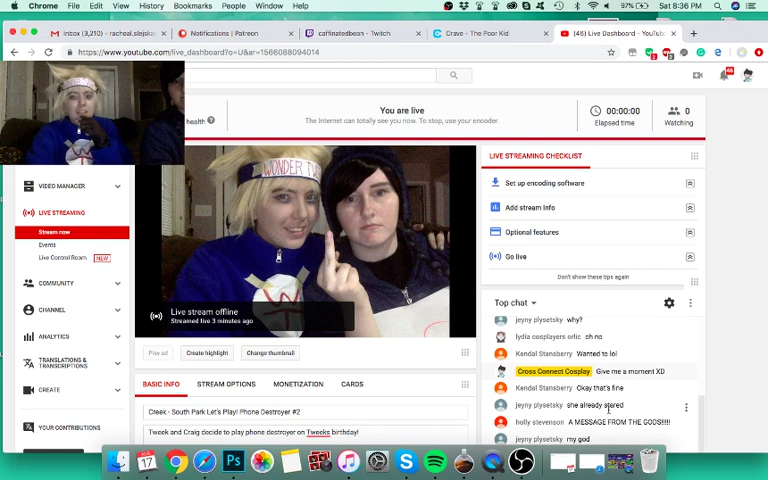 Chrome File Edit View History Bookmarks People Window Help
97% Sat 8:36 PM
Inbox (3,210) - racheal.slejska
Notifications | Patreon
caffinatedbean - Twitch
Crave - The Poor Kid
(46) Live Dashboard - YouTube
https://www.youtube.com/live_dashboard?o=U&ar=1566088094014
health
You are live
The Internet can totally see you now. To stop, use your encoder.
00:00:00
Elapsed time
0
Watching
VIDEO MANAGER
LIVE STREAMING
Stream now
Events
Live Control Room NEW
COMMUNITY
CHANNEL
ANALYTICS
TRANSLATIONS &
TRANSCRIPTIONS
CREATE
YOUR CONTRIBUTIONS
WONDER TW
Live stream offline
Streamed live 3 minutes ago
Play ad
Create highlight
Change thumbnail
BASIC INFO
STREAM OPTIONS
MONETIZATION
CARDS
Creek - South Park Let's Play! Phone Destroyer #2
Tweek and Craig decide to play phone destroyer on Tweeks birthday!
LIVE STREAMING CHECKLIST
Set up encoding software
Add stream info
Optional features
Go live
Don't show these tips again
Top chat
jeyny plysetsky why?
lydia cosplayers orlic oh no
Kendal Stansberry Wanted to lol
Cross Connect Cosplay Give me a moment XD
Kendal Stansberry Okay that's fine
jeyny plysetsky she already stared
holly stevenson A MESSAGE FROM THE GODS!!!!!
jeyny plysetsky my god
17